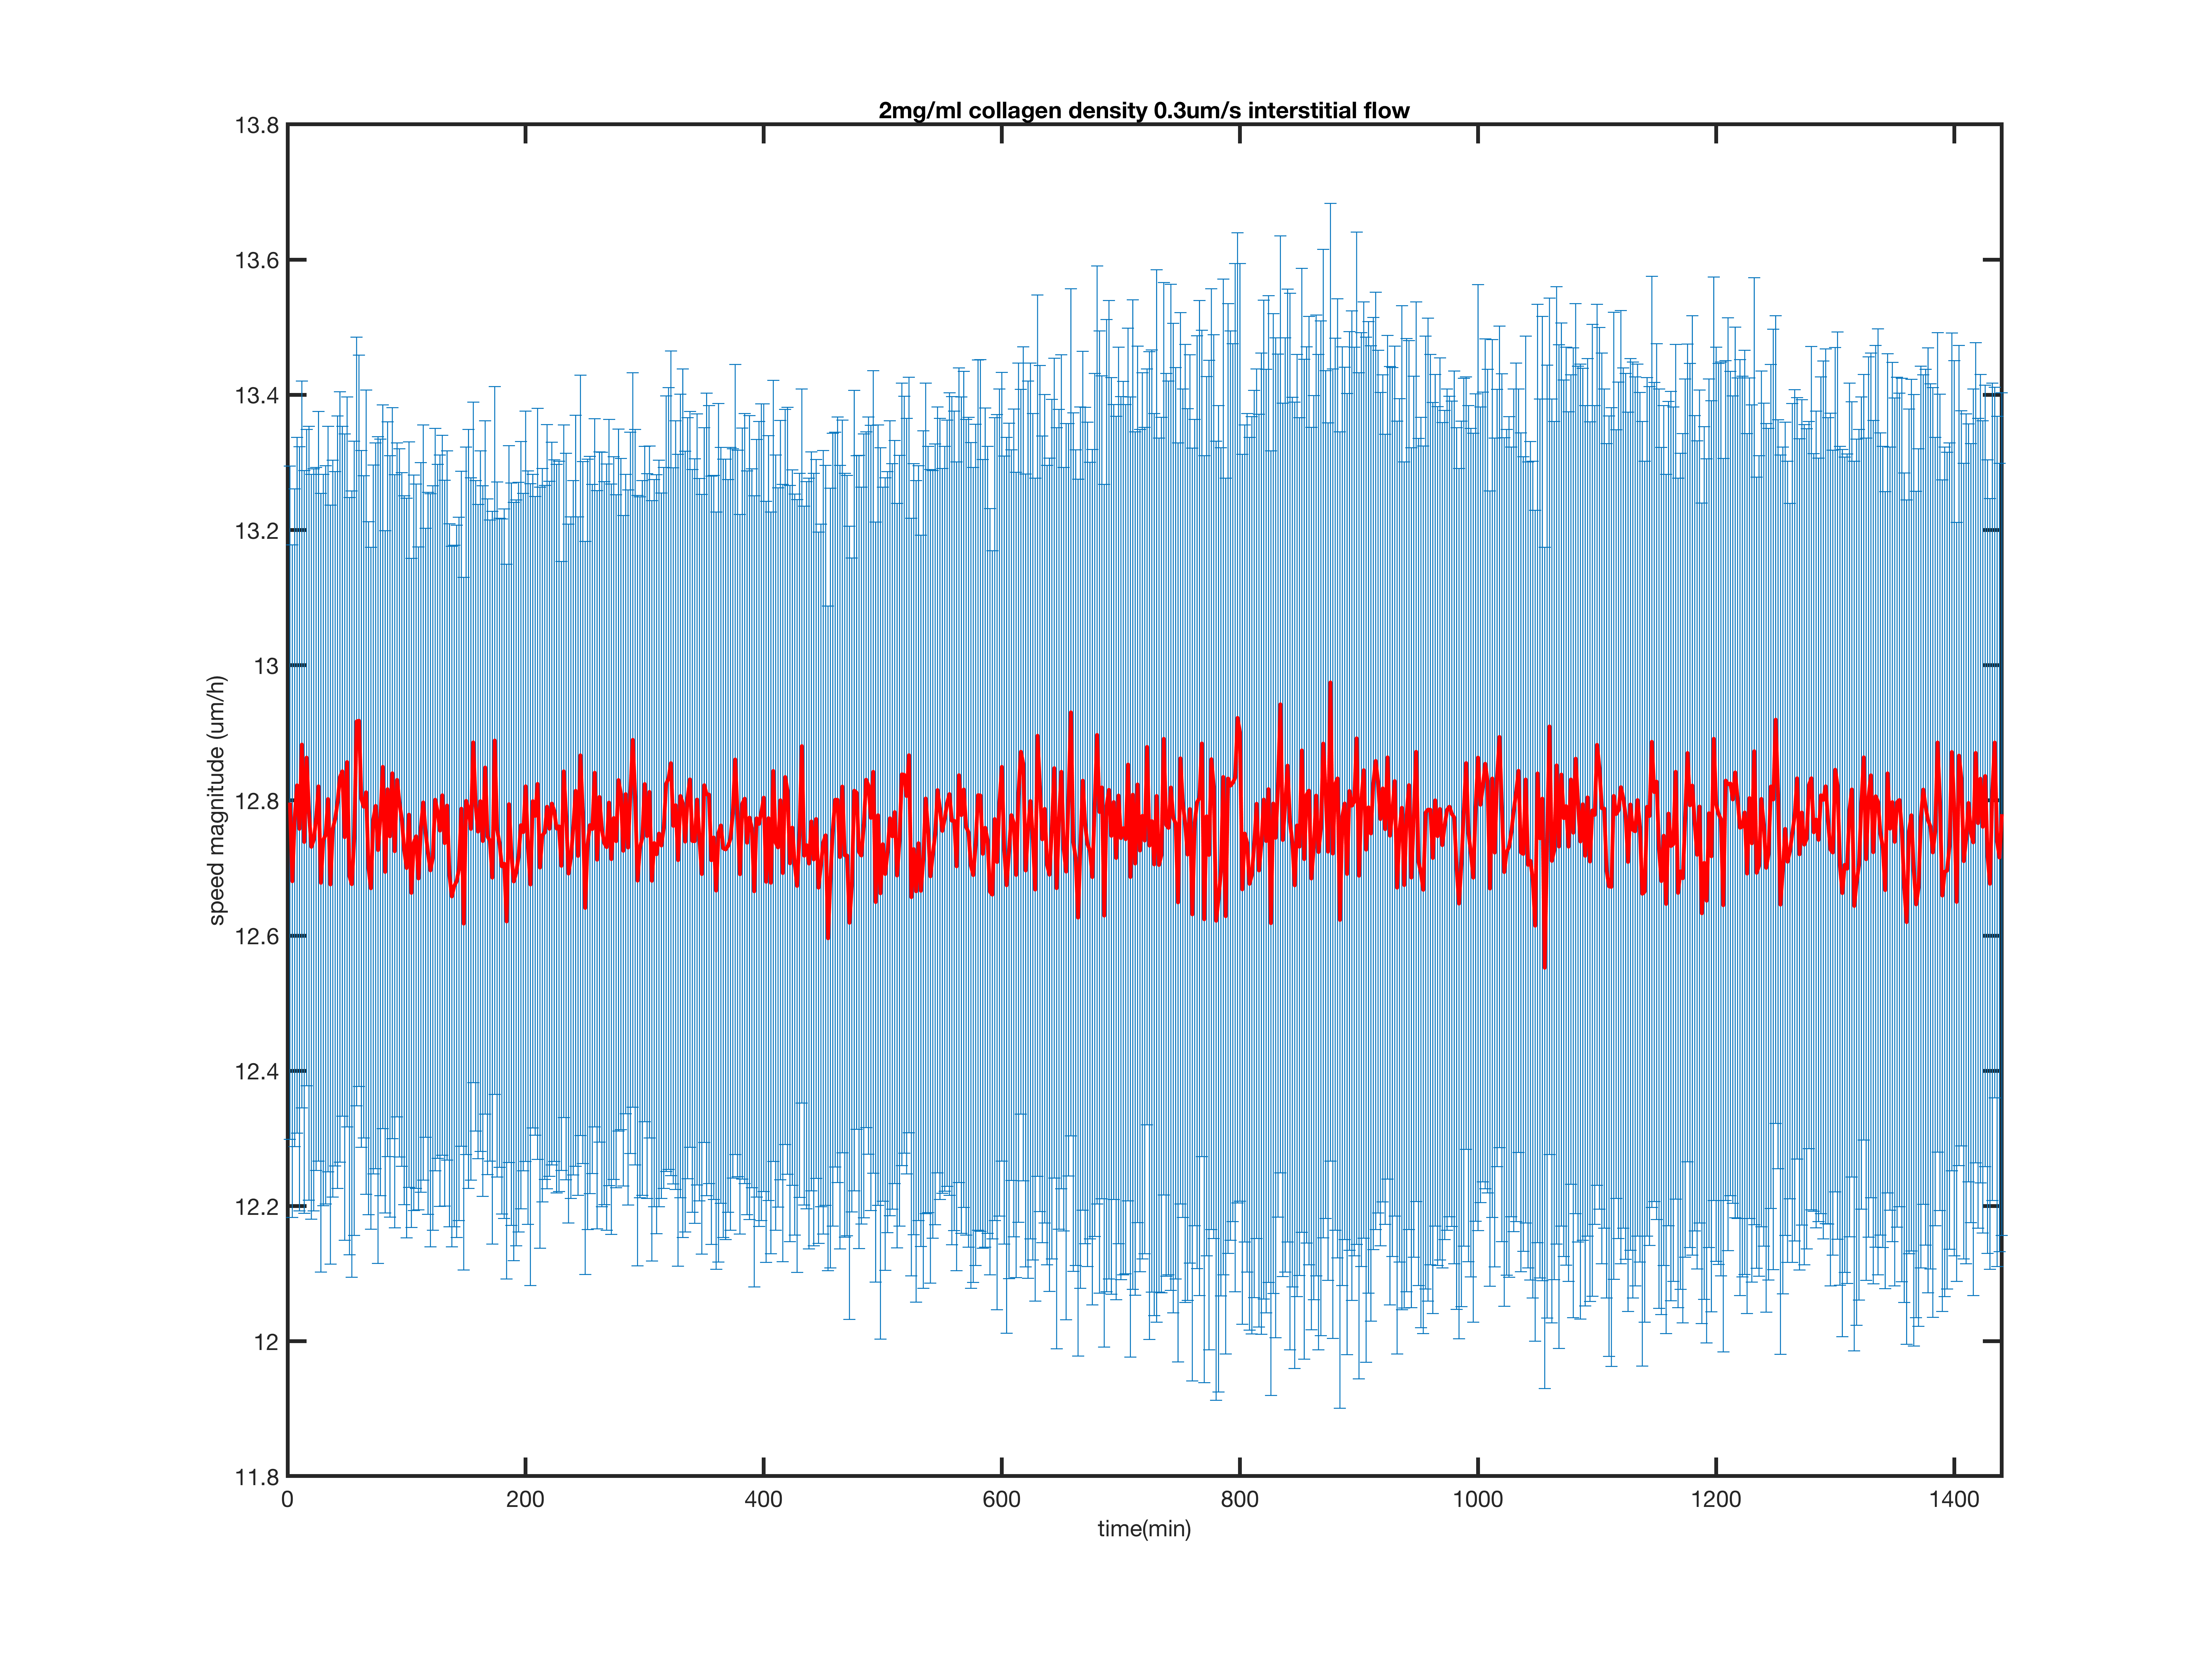 2mg/ml collagen density 0.3um/s interstitial flow
13.8
13.6
13.4
13.2
13
12.8
12.6
12.4
12.2
12
11.8
speed magnitude (um/h)
0 200 400 600 800 1000 1200 1400
time(min)